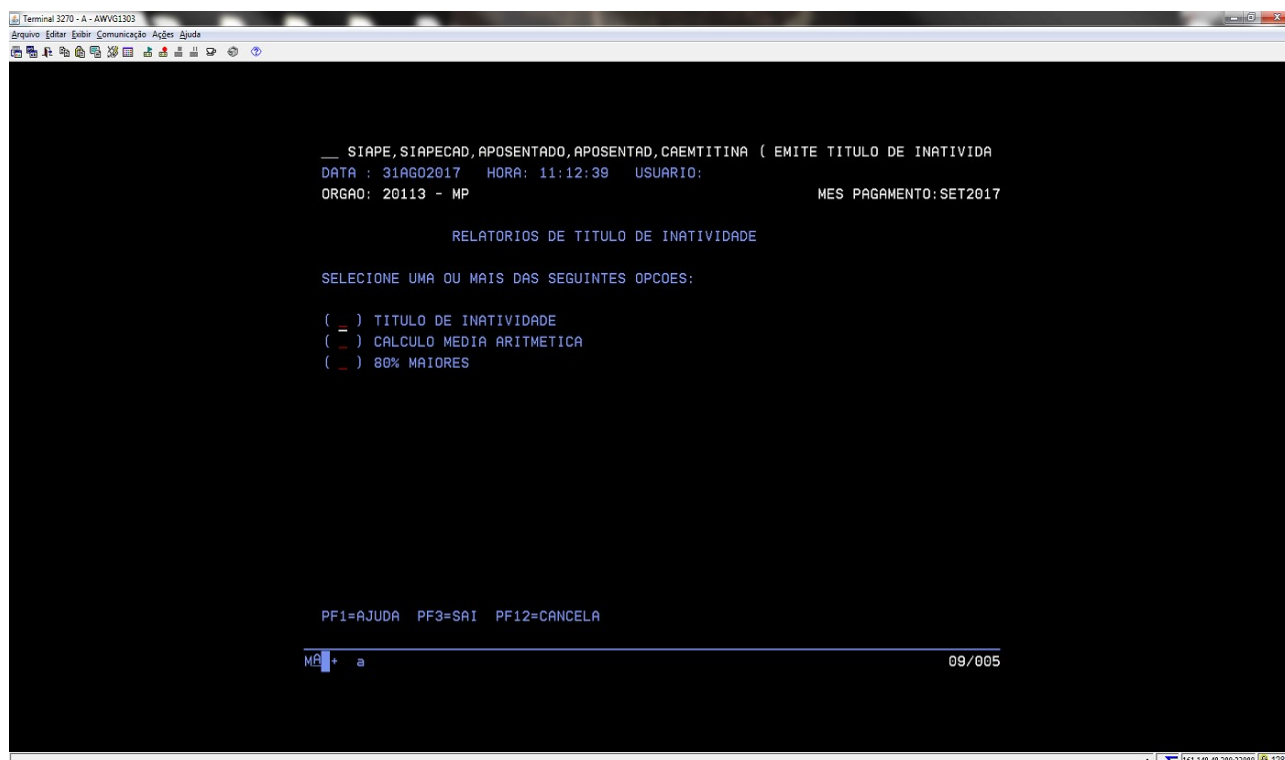 Terminal 3270 - A - AWVG1303
Arquivo Editar Exibir Comunicação Ações Ajuda
__ SIAPE,SIAPECAD,APOSENTADO,APOSENTAD,CAEMTITINA ( EMITE TITULO DE INATIVIDA
DATA : 31AGO2017 HORA: 11:12:39 USUARIO:
ORGAO: 20113 - MP MES PAGAMENTO:SET2017
RELATORIOS DE TITULO DE INATIVIDADE
SELECIONE UMA OU MAIS DAS SEGUINTES OPCOES:
( _ ) TITULO DE INATIVIDADE
( _ ) CALCULO MEDIA ARITMETICA
( _ ) 80% MAIORES
PF1=AJUDA PF3=SAI PF12=CANCELA
MA + a 09/005